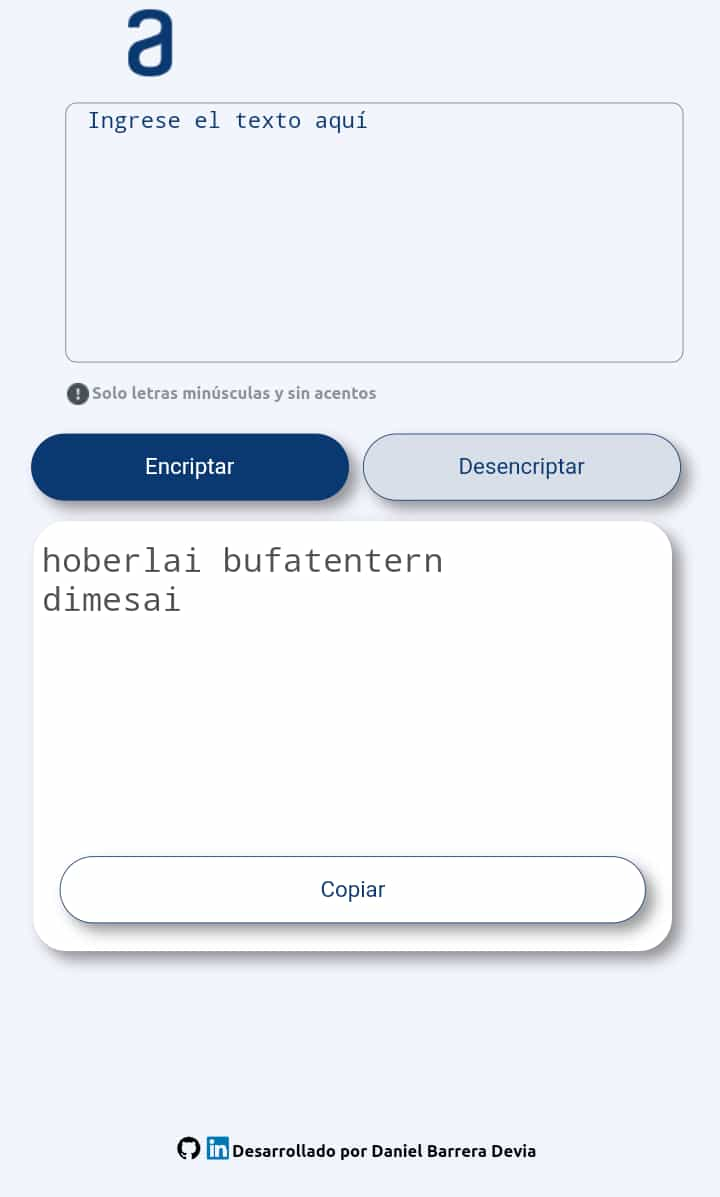 a
Ingrese el texto aquí
Solo letras minúsculas y sin acentos
Encriptar
Desencriptar
hoberlai bufatentern
dimesai
Copiar
in Desarrollado por Daniel Barrera Devia